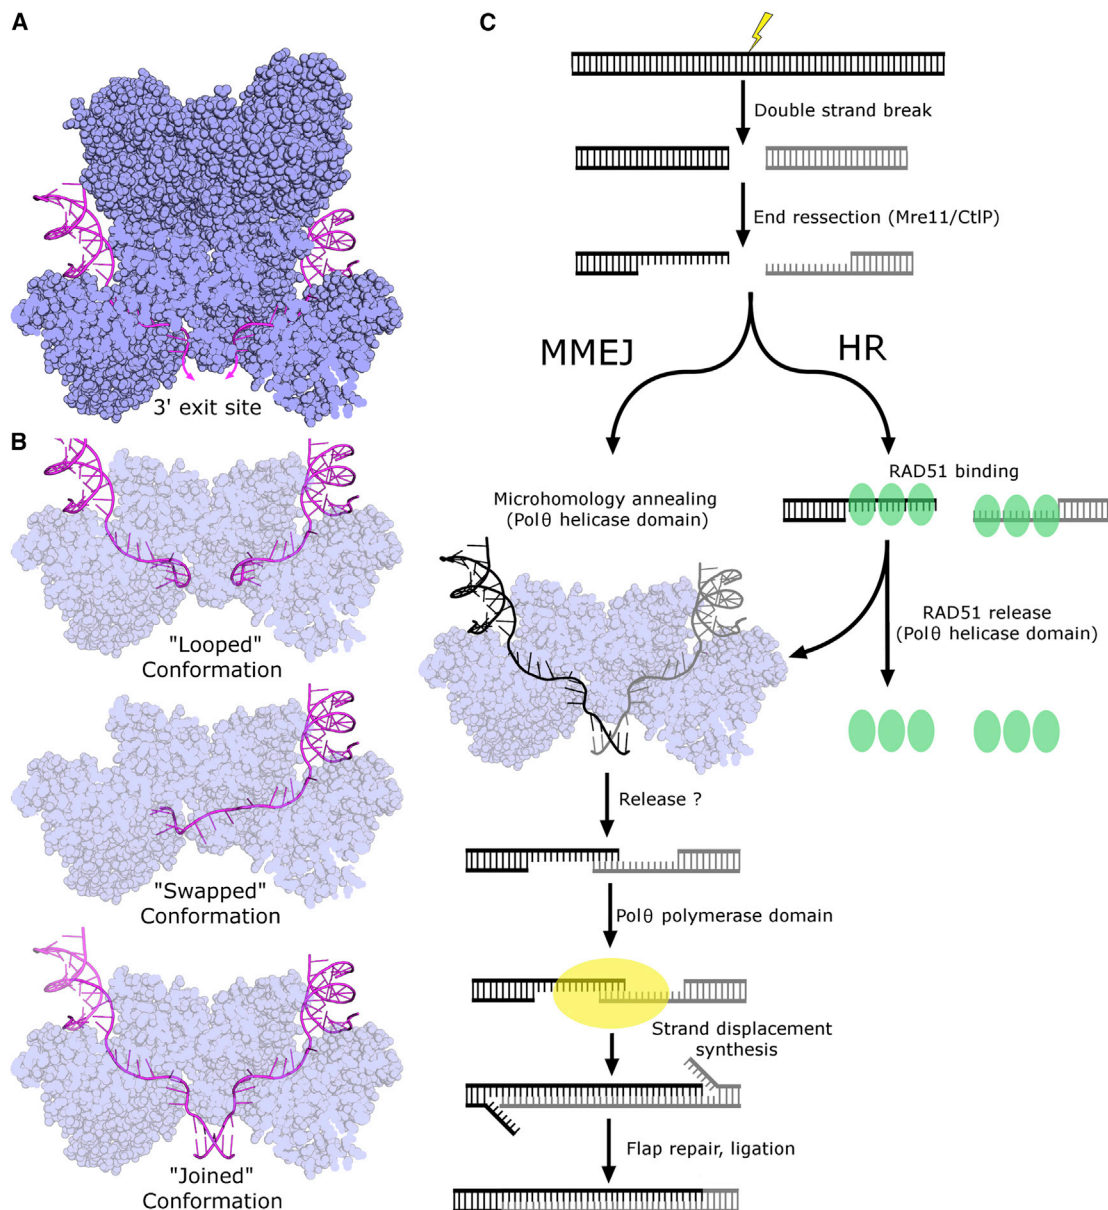 A
3' exit site
B
"Looped"
Conformation
"Swapped"
Conformation
"Joined"
Conformation
C
Double strand break
End ressection (Mre11/CtIP)
MMEJ
HR
RAD51 binding
Microhomology annealing
(Polθ helicase domain)
RAD51 release
(Polθ helicase domain)
Release ?
Polθ polymerase domain
Strand displacement
synthesis
Flap repair, ligation